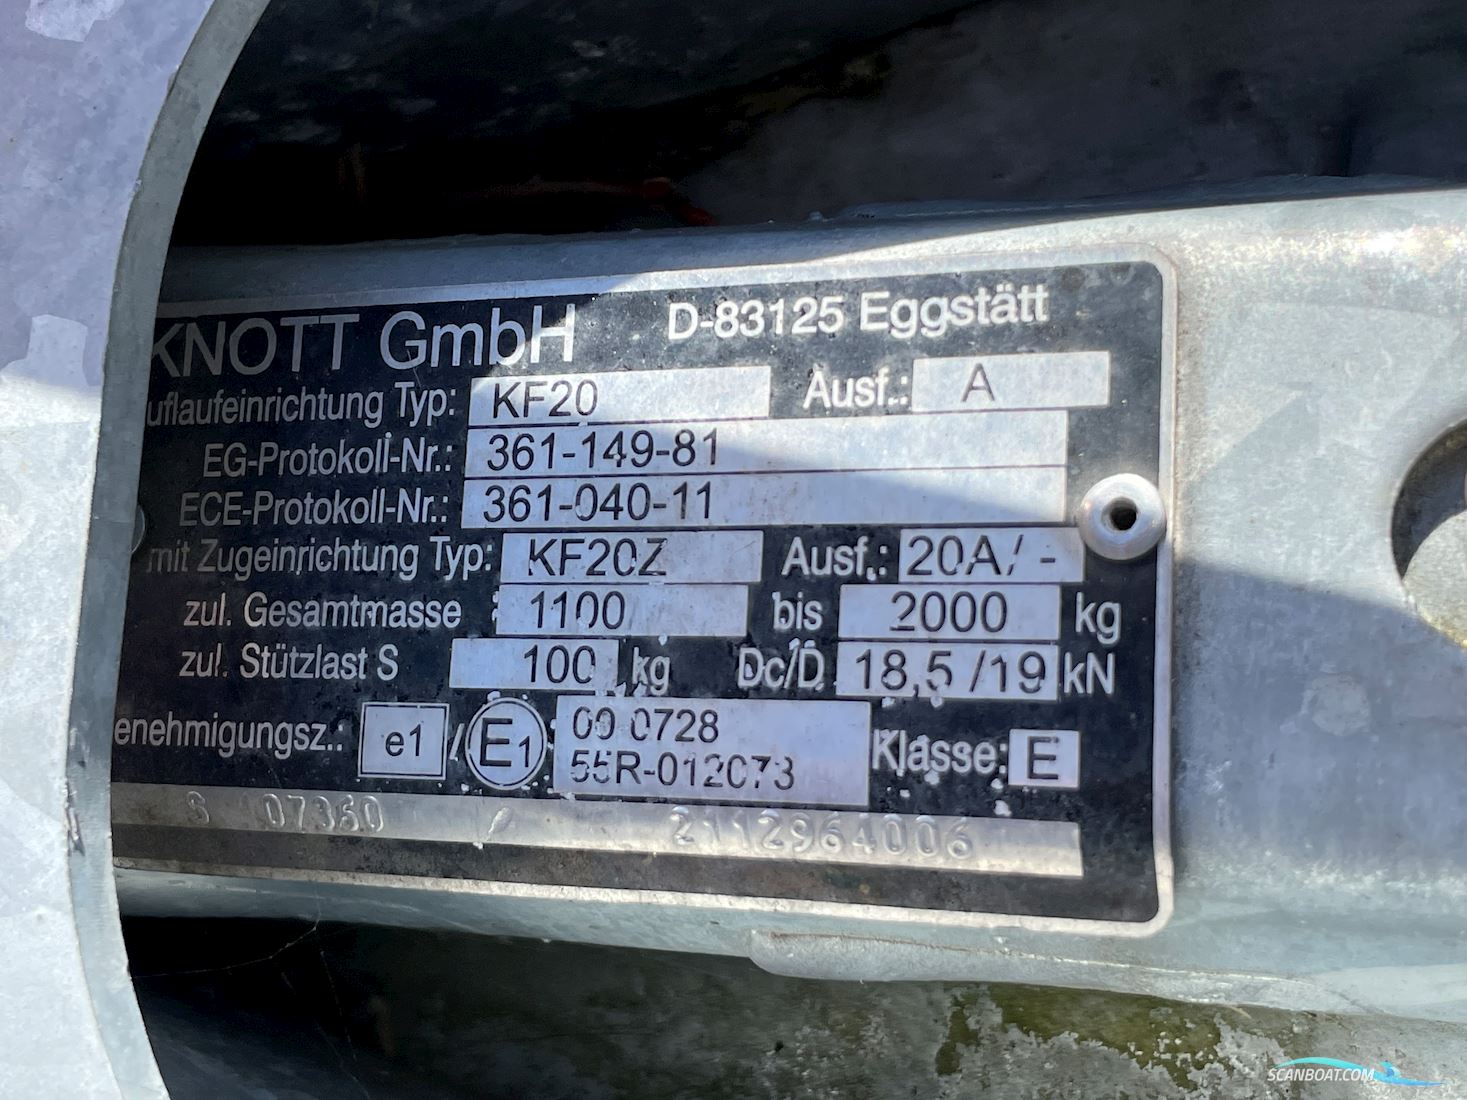 KNOTT GmbH D-83125 Eggstätt
uflaufeinrichtung Typ: KF20 Ausf.: A
EG-Protokoll-Nr.: 361-149-81
ECE-Protokoll-Nr.: 361-040-11
mit Zugeinrichtung Typ: KF20Z Ausf.: 20A/ -
zul. Gesamtmasse 1100 bis 2000 kg
zul. Stützlast S 100 kg Dc/D 18,5 /19 kN
enehmigungsz.: e1 / E1 00 0728 Klasse: E
55R-012073
S 07360 / 2112964006
SCANBOAT.COM